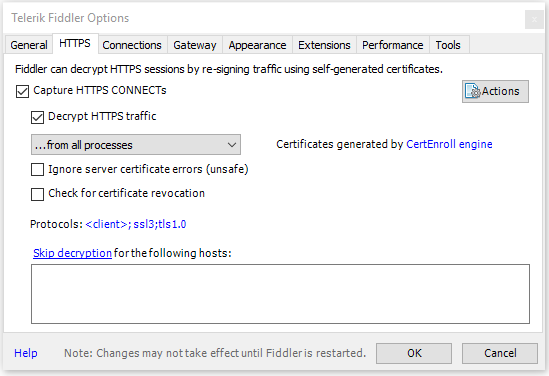 Telerik Fiddler Options
General HTTPS Connections Gateway Appearance Extensions Performance Tools
Fiddler can decrypt HTTPS sessions by re-signing traffic using self-generated certificates.
Capture HTTPS CONNECTs
Actions
Decrypt HTTPS traffic
...from all processes
Certificates generated by CertEnroll engine
Ignore server certificate errors (unsafe)
Check for certificate revocation
Protocols: <client>;ssl3;tls1.0
Skip decryption for the following hosts:
Help Note: Changes may not take effect until Fiddler is restarted. OK Cancel